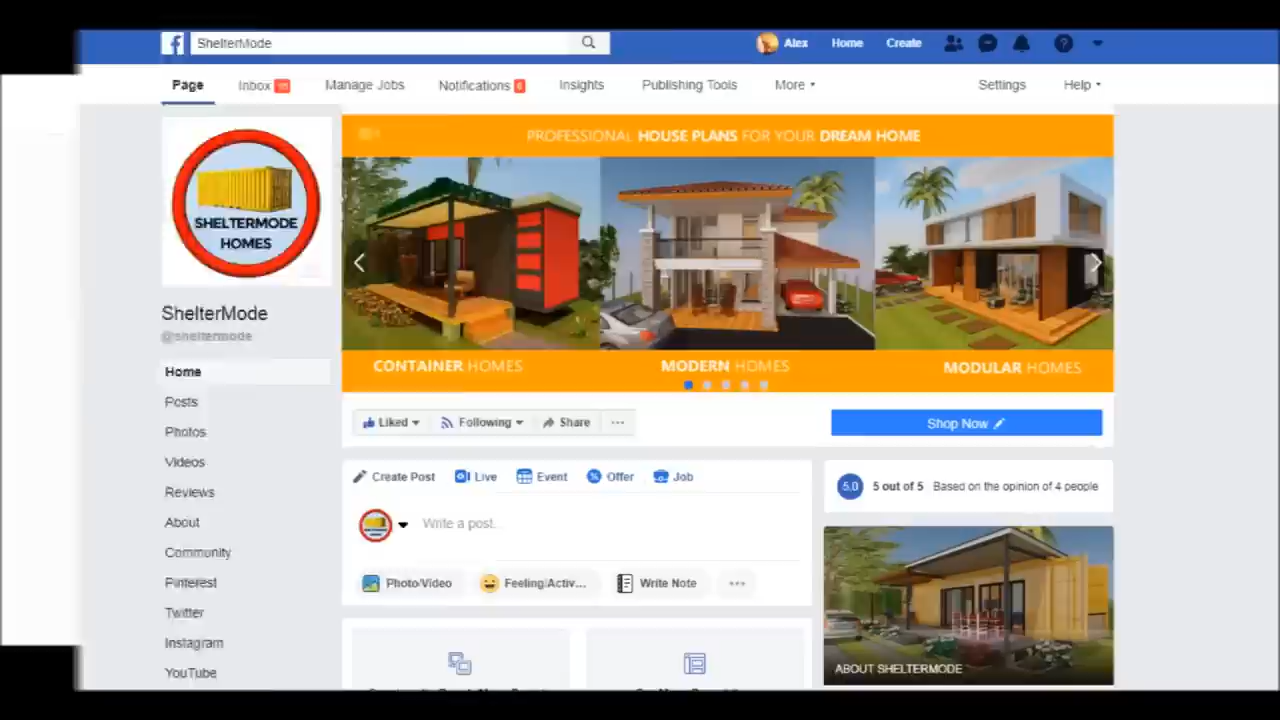 ShelterMode
Alex Home Create
Page Inbox Manage Jobs Notifications Insights Publishing Tools More Settings Help
PROFESSIONAL HOUSE PLANS FOR YOUR DREAM HOME
SHELTERMODE
HOMES
CONTAINER HOMES MODERN HOMES MODULAR HOMES
ShelterMode
@sheltermode
Home
Posts
Photos
Videos
Reviews
About
Community
Pinterest
Twitter
Instagram
YouTube
Liked Following Share ...
Shop Now
Create Post Live Event Offer Job
Write a post...
Photo/Video Feeling/Activ... Write Note ...
5.0 5 out of 5 Based on the opinion of 4 people
ABOUT SHELTERMODE